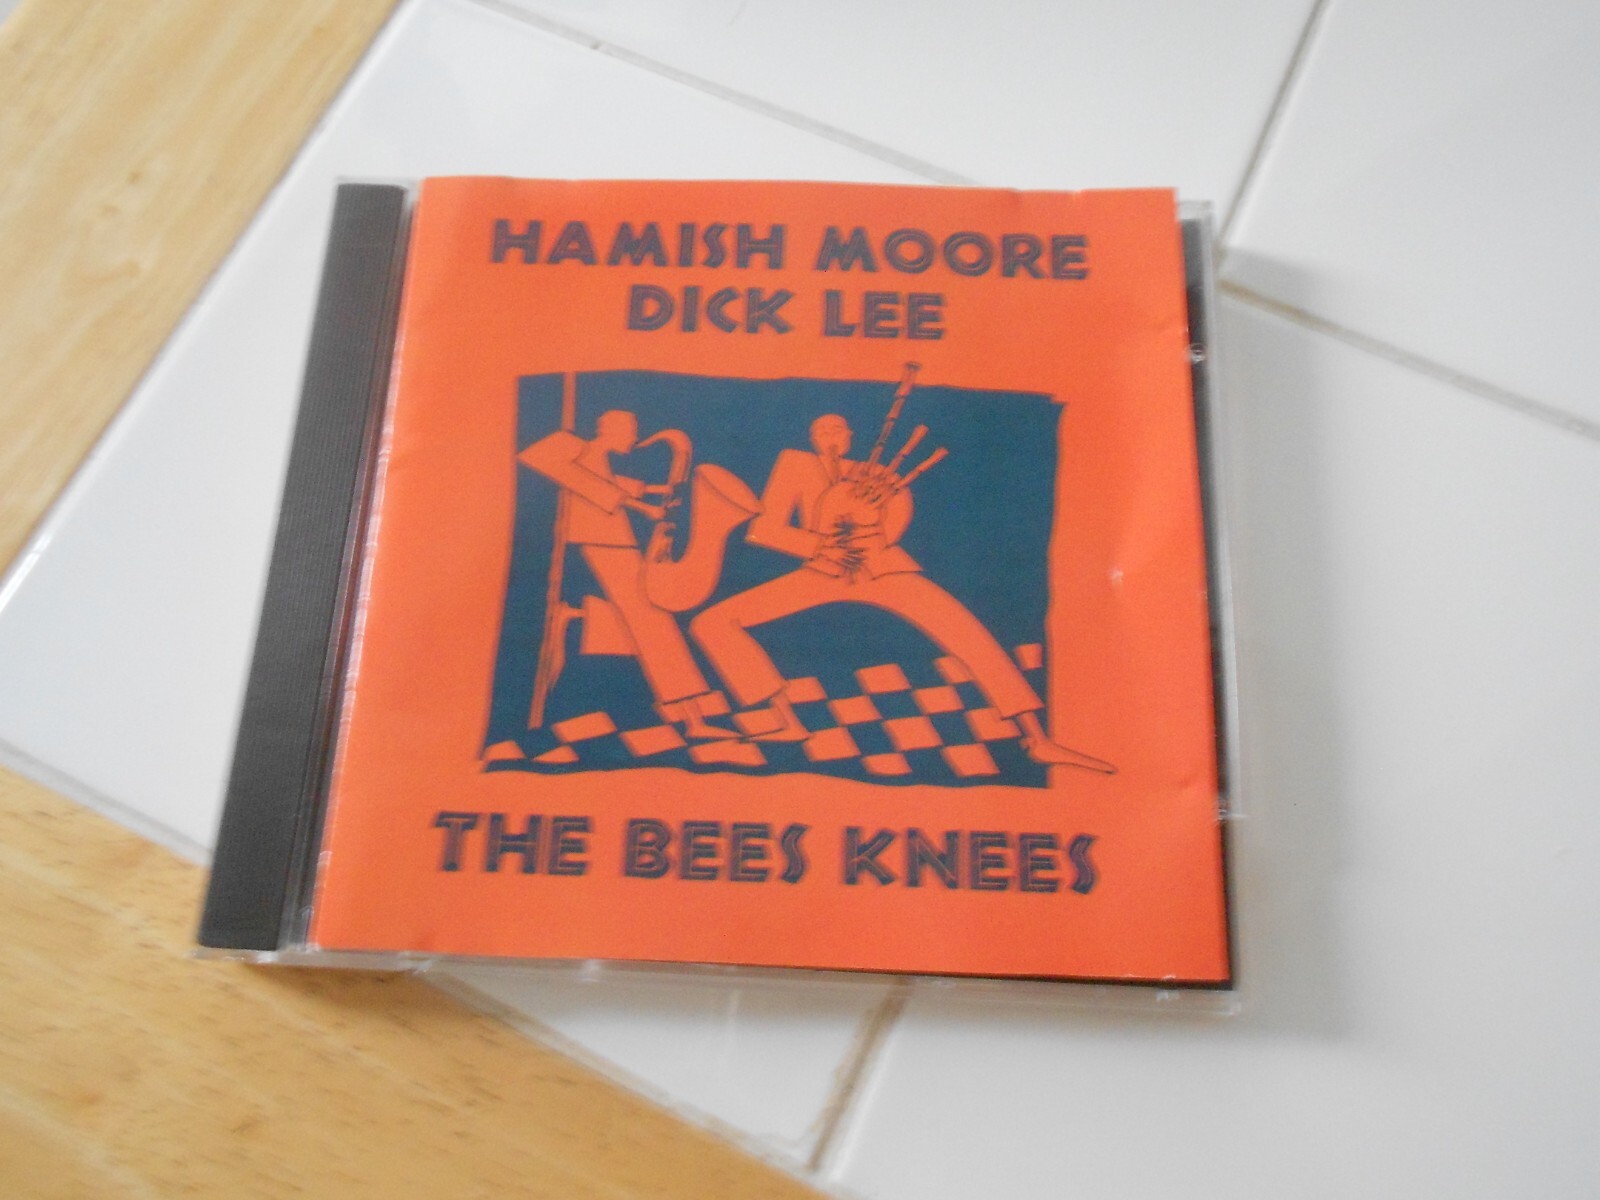 HAMISH MOORE
DICK LEE
THE BEES KNEES